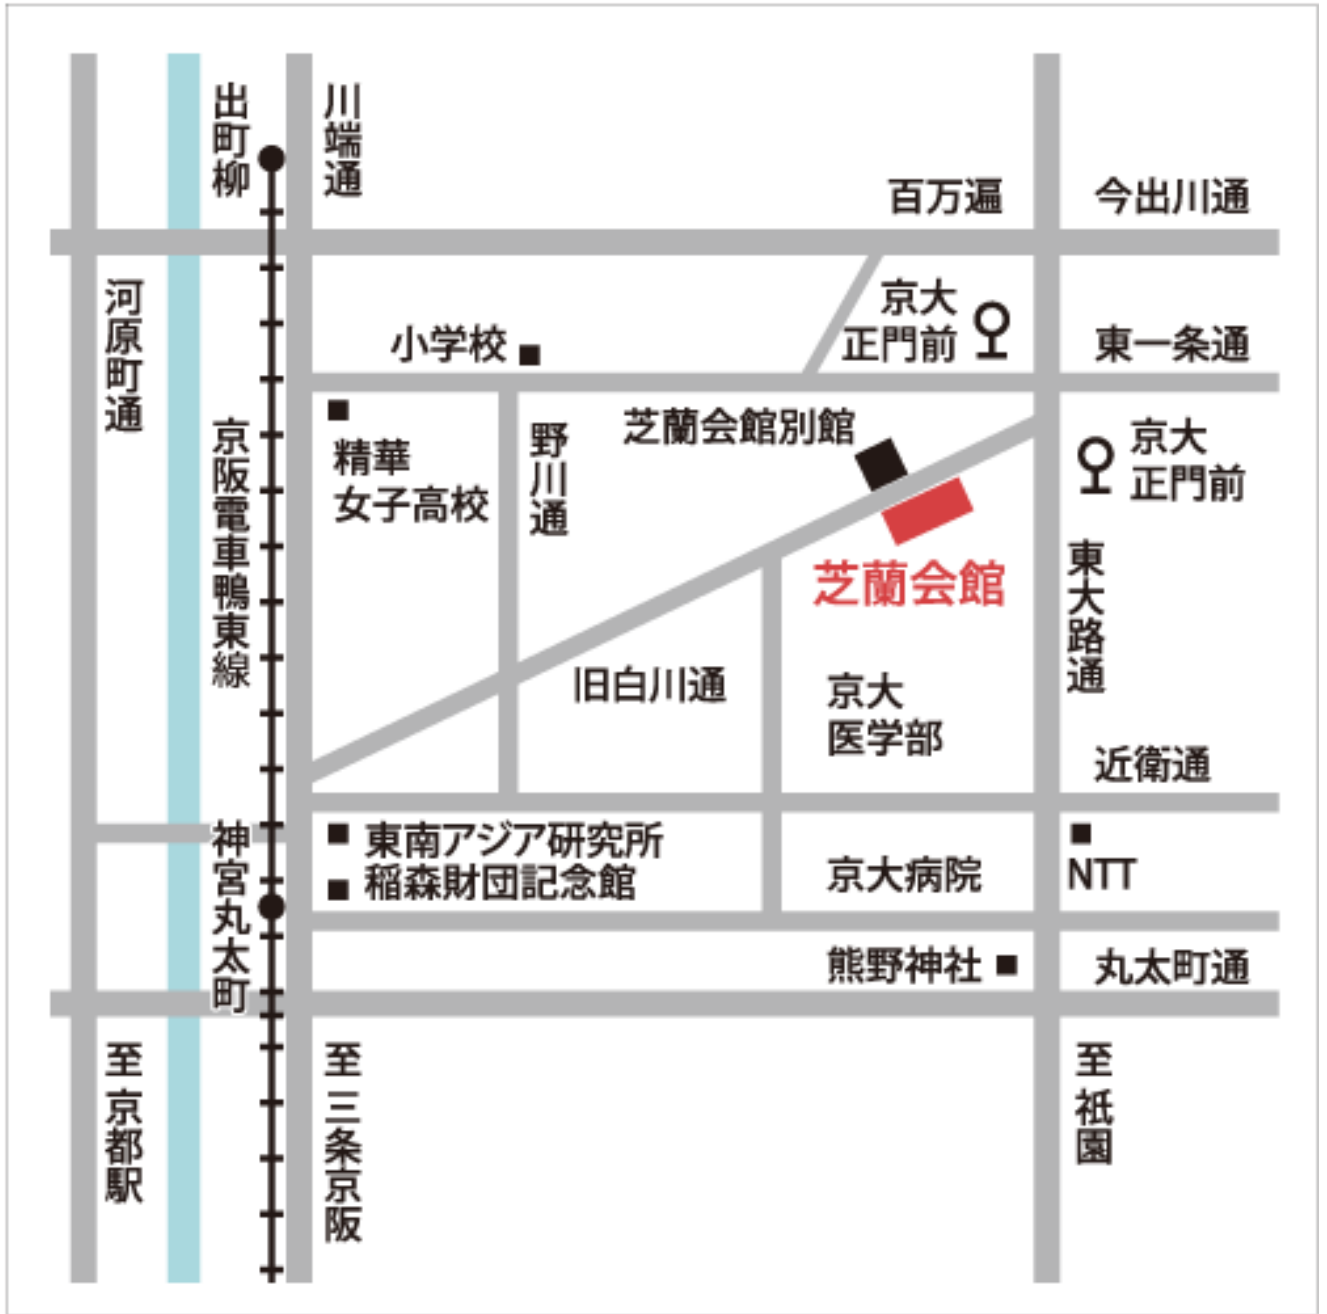 出町柳
川端通
百万遍
今出川通
河原町通
京大
正門前
小学校
東一条通
京阪電車鴨東線
精華
女子高校
野川通
芝蘭会館別館
京大
正門前
芝蘭会館
東大路通
旧白川通
京大
医学部
近衛通
神宮丸太町
東南アジア研究所
稲森財団記念館
京大病院
NTT
熊野神社
丸太町通
至 京都駅
至 三条京阪
至 祇園